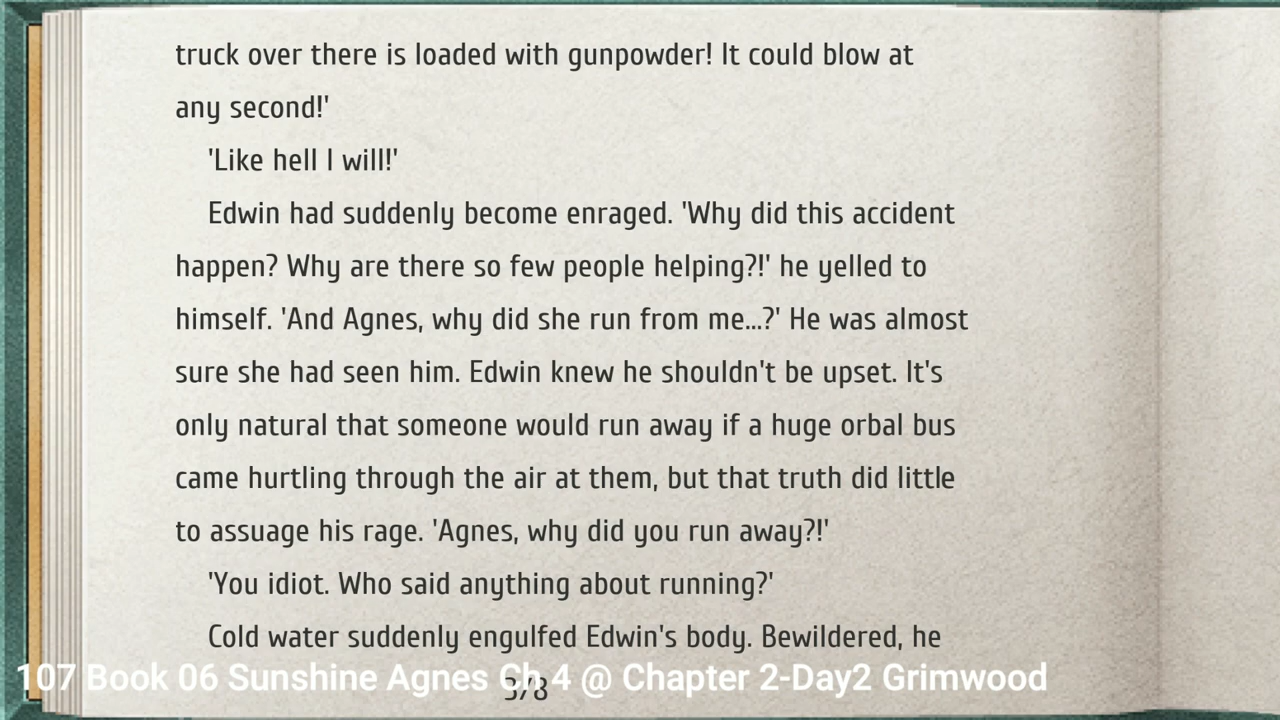 truck over there is loaded with gunpowder! It could blow at
any second!'
'Like hell I will!'
Edwin had suddenly become enraged. 'Why did this accident
happen? Why are there so few people helping?!' he yelled to
himself. 'And Agnes, why did she run from me...?' He was almost
sure she had seen him. Edwin knew he shouldn't be upset. It's
only natural that someone would run away if a huge orbal bus
came hurtling through the air at them, but that truth did little
to assuage his rage. 'Agnes, why did you run away?!'
'You idiot. Who said anything about running?'
Cold water suddenly engulfed Edwin's body. Bewildered, he
107 Book 06 Sunshine Agnes Ch 4 @ Chapter 2-Day2 Grimwood
3/8